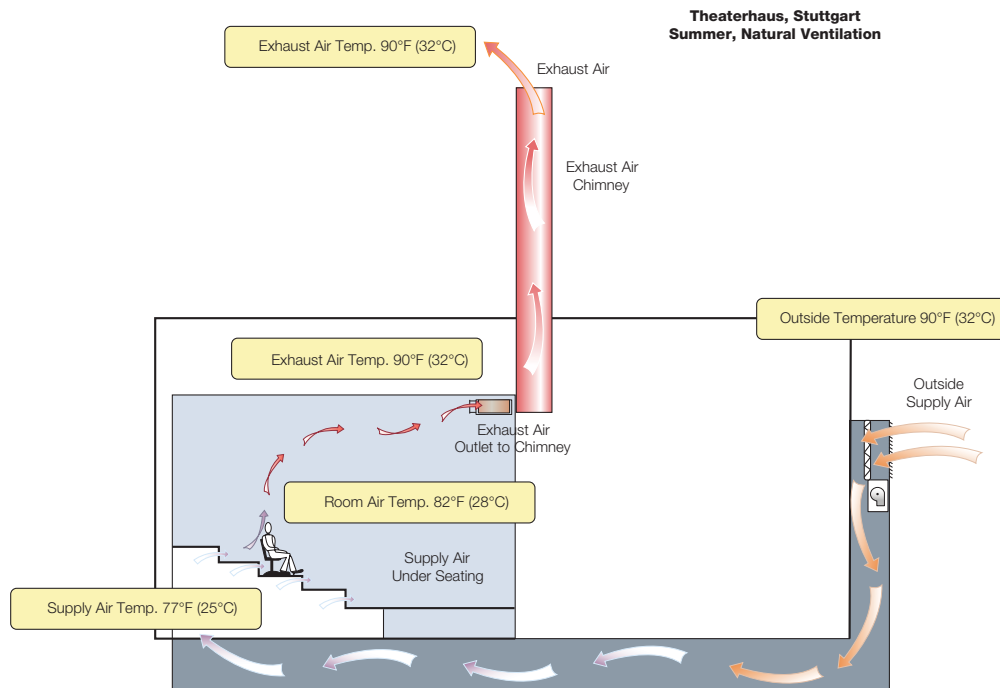 Theaterhaus, Stuttgart
Summer, Natural Ventilation
Exhaust Air Temp. 90°F (32°C)
Exhaust Air
Exhaust Air
Chimney
Outside Temperature 90°F (32°C)
Exhaust Air Temp. 90°F (32°C)
Outside
Supply Air
Exhaust Air
Outlet to Chimney
Room Air Temp. 82°F (28°C)
Supply Air
Under Seating
Supply Air Temp. 77°F (25°C)